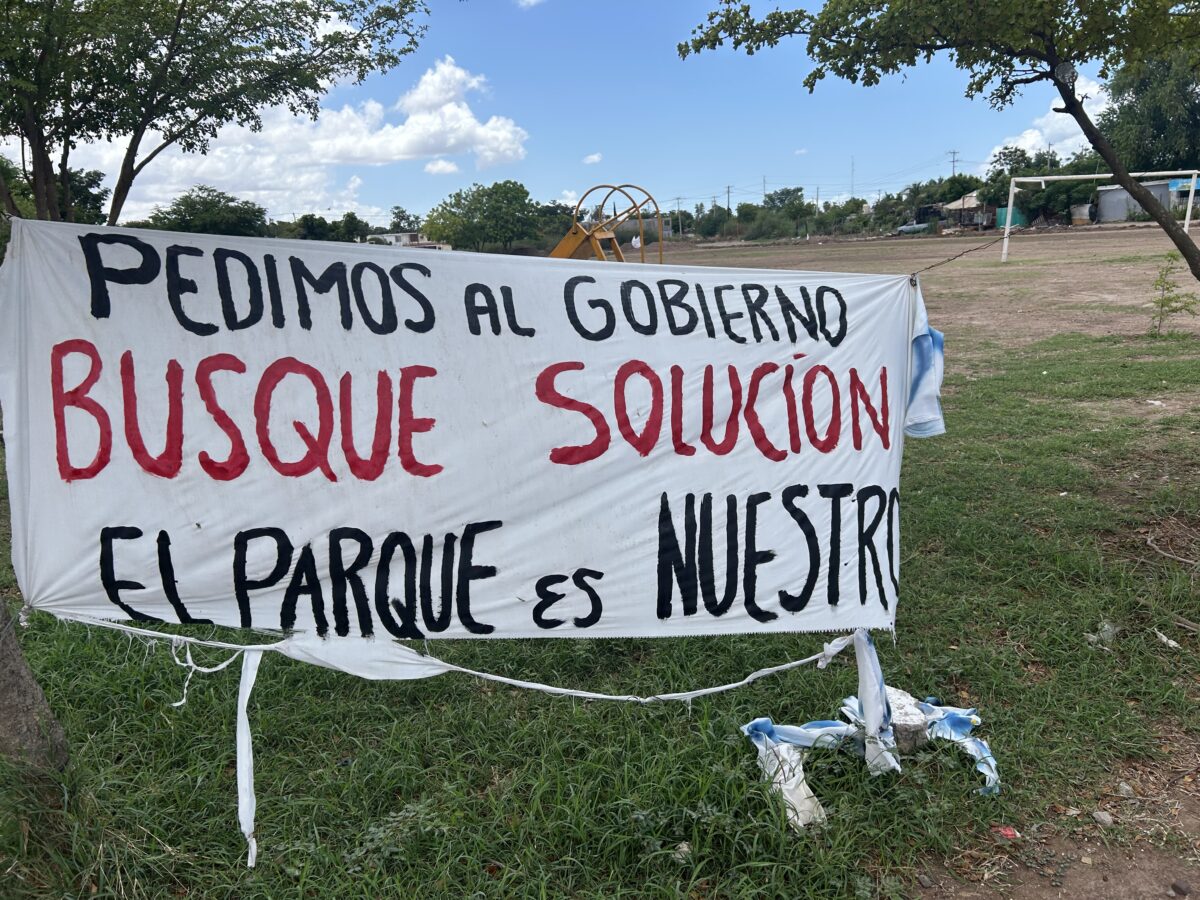 PEDIMOS AL GOBIERNO
BUSQUE SOLUCIÓN
EL PARQUE ES NUESTRO